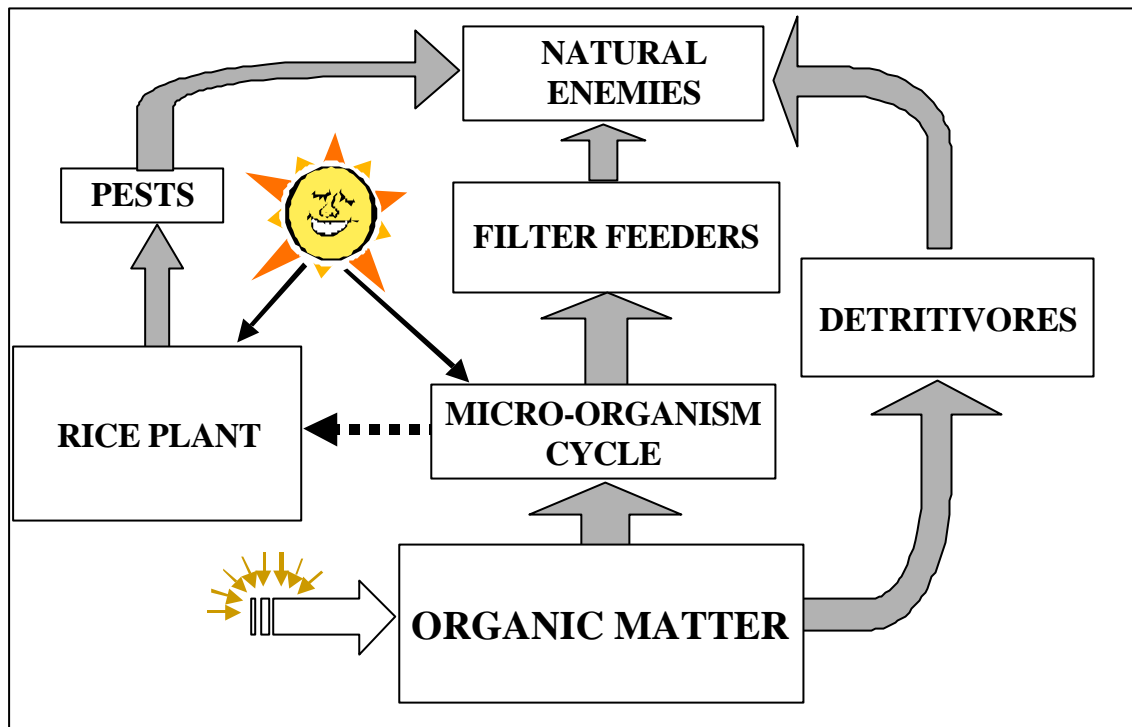 NATURAL
ENEMIES
PESTS
FILTER FEEDERS
DETRITIVORES
RICE PLANT
MICRO-ORGANISM
CYCLE
ORGANIC MATTER